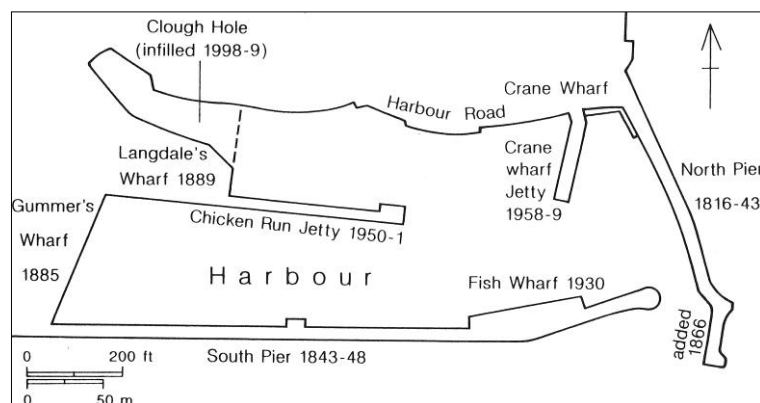 Clough Hole
(infilled 1998-9)
Crane Wharf
Harbour Road
Langdale's
Wharf 1889
Crane
wharf
Jetty
1958-9
North Pier
1816-43
Gummer's
Wharf
1885
Chicken Run Jetty 1950-1
Harbour
Fish Wharf 1930
added
1866
South Pier 1843-48
0 200 ft
0 50 m